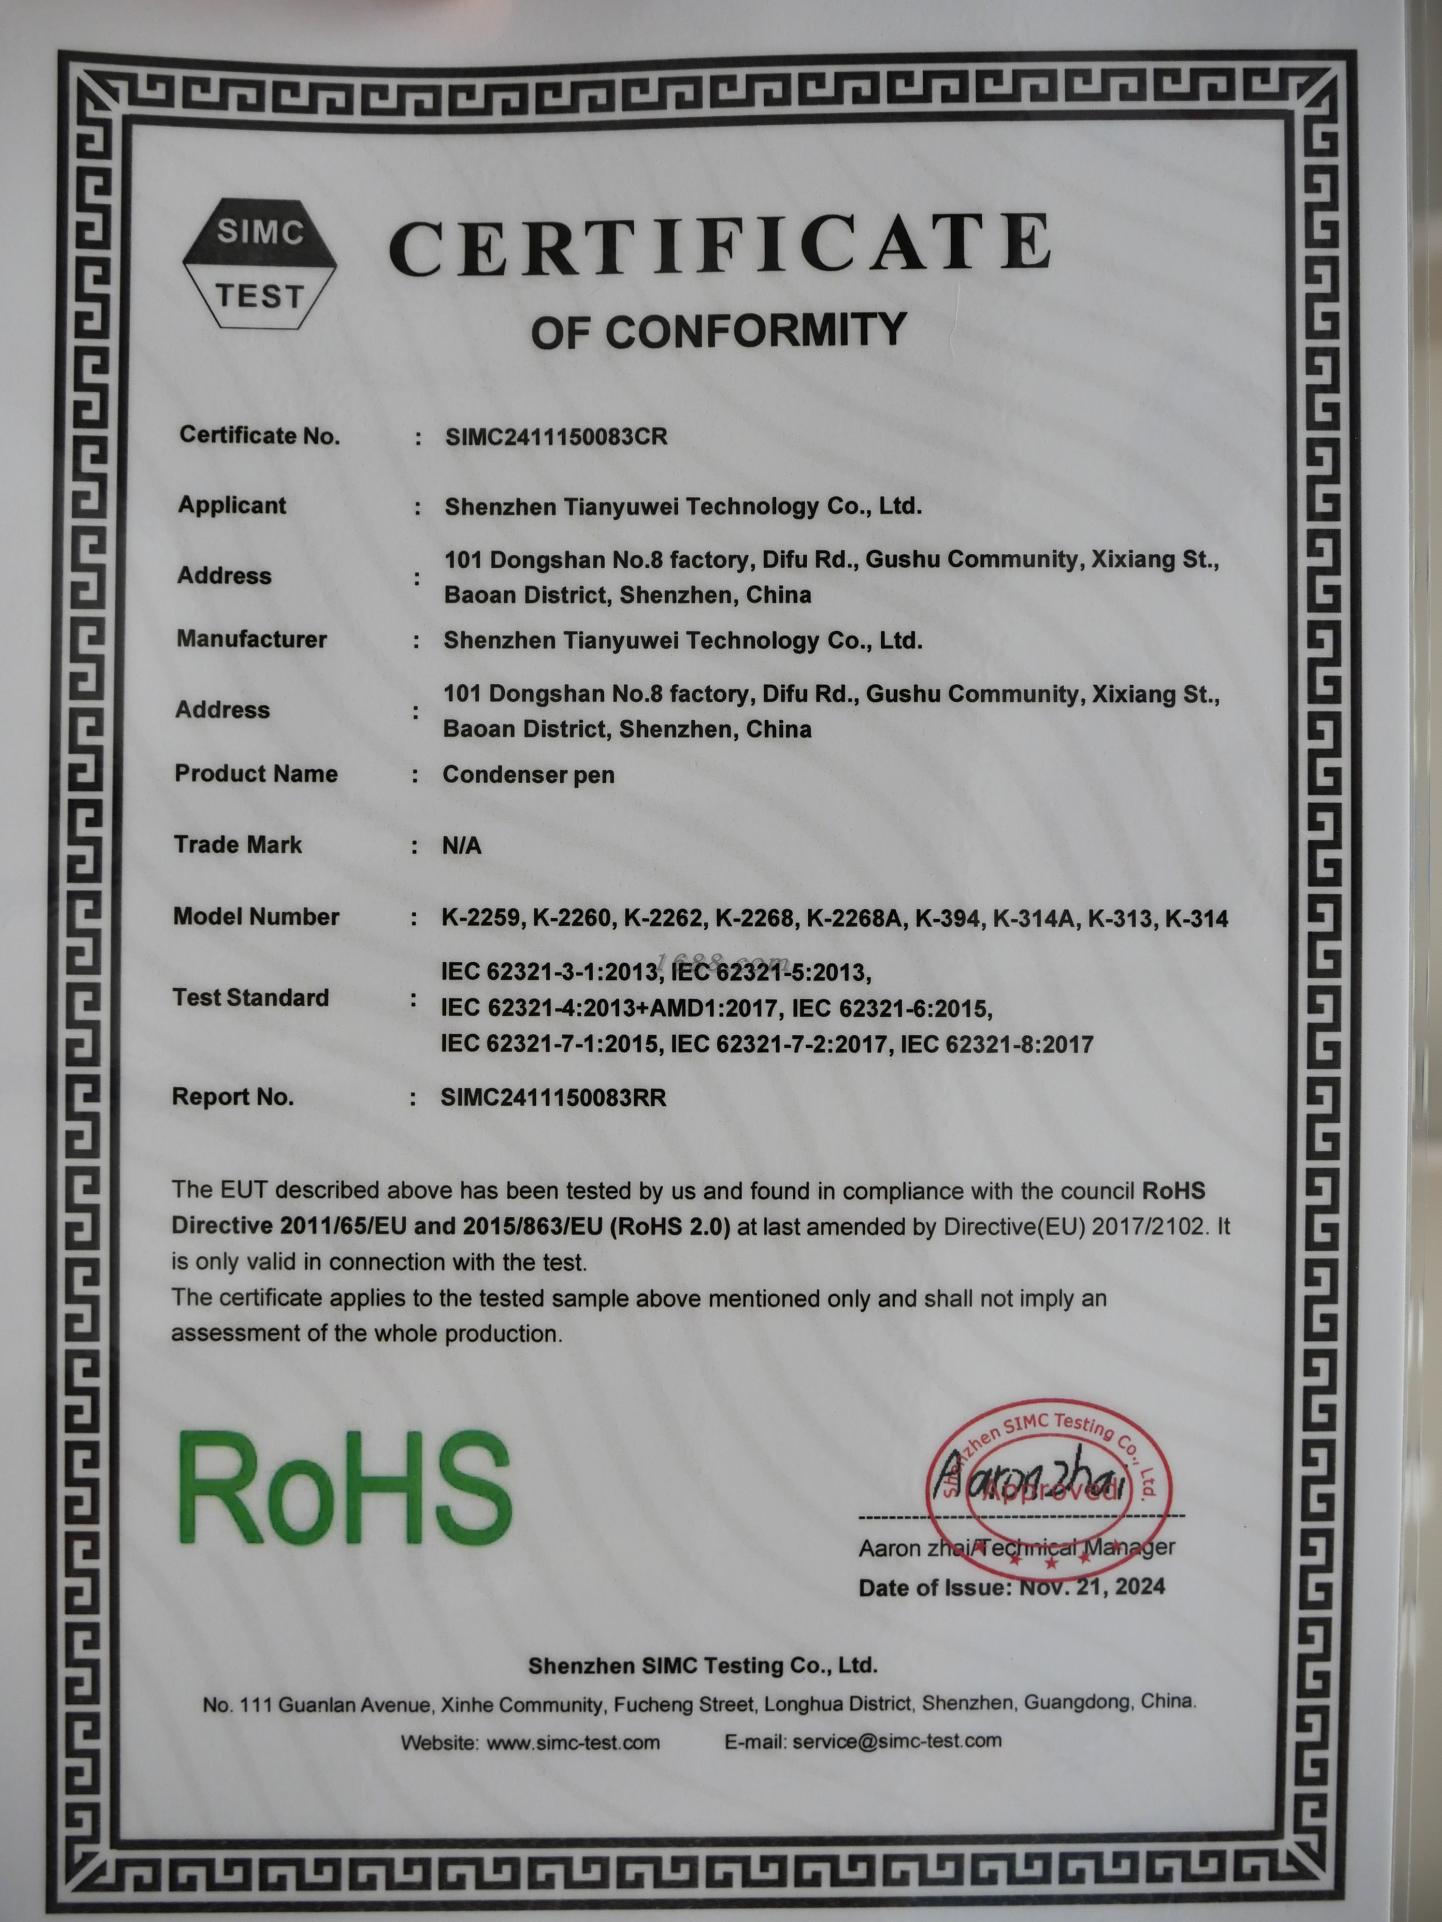 SIMC
TEST
CERTIFICATE
OF CONFORMITY
Certificate No. : SIMC2411150083CR
Applicant : Shenzhen Tianyuwei Technology Co., Ltd.
Address : 101 Dongshan No.8 factory, Difu Rd., Gushu Community, Xixiang St.,
Baoan District, Shenzhen, China
Manufacturer : Shenzhen Tianyuwei Technology Co., Ltd.
Address : 101 Dongshan No.8 factory, Difu Rd., Gushu Community, Xixiang St.,
Baoan District, Shenzhen, China
Product Name : Condenser pen
Trade Mark : N/A
Model Number : K-2259, K-2260, K-2262, K-2268, K-2268A, K-394, K-314A, K-313, K-314
1688.com
Test Standard : IEC 62321-3-1:2013, IEC 62321-5:2013,
IEC 62321-4:2013+AMD1:2017, IEC 62321-6:2015,
IEC 62321-7-1:2015, IEC 62321-7-2:2017, IEC 62321-8:2017
Report No. : SIMC2411150083RR
The EUT described above has been tested by us and found in compliance with the council RoHS
Directive 2011/65/EU and 2015/863/EU (RoHS 2.0) at last amended by Directive(EU) 2017/2102. It
is only valid in connection with the test.
The certificate applies to the tested sample above mentioned only and shall not imply an
assessment of the whole production.
RoHS
Shenzhen SIMC Testing Co., Ltd.
Aaron zhai
Approved
Aaron zhai/Technical Manager
Date of Issue: Nov. 21, 2024
Shenzhen SIMC Testing Co., Ltd.
No. 111 Guanlan Avenue, Xinhe Community, Fucheng Street, Longhua District, Shenzhen, Guangdong, China.
Website: www.simc-test.com E-mail: service@simc-test.com